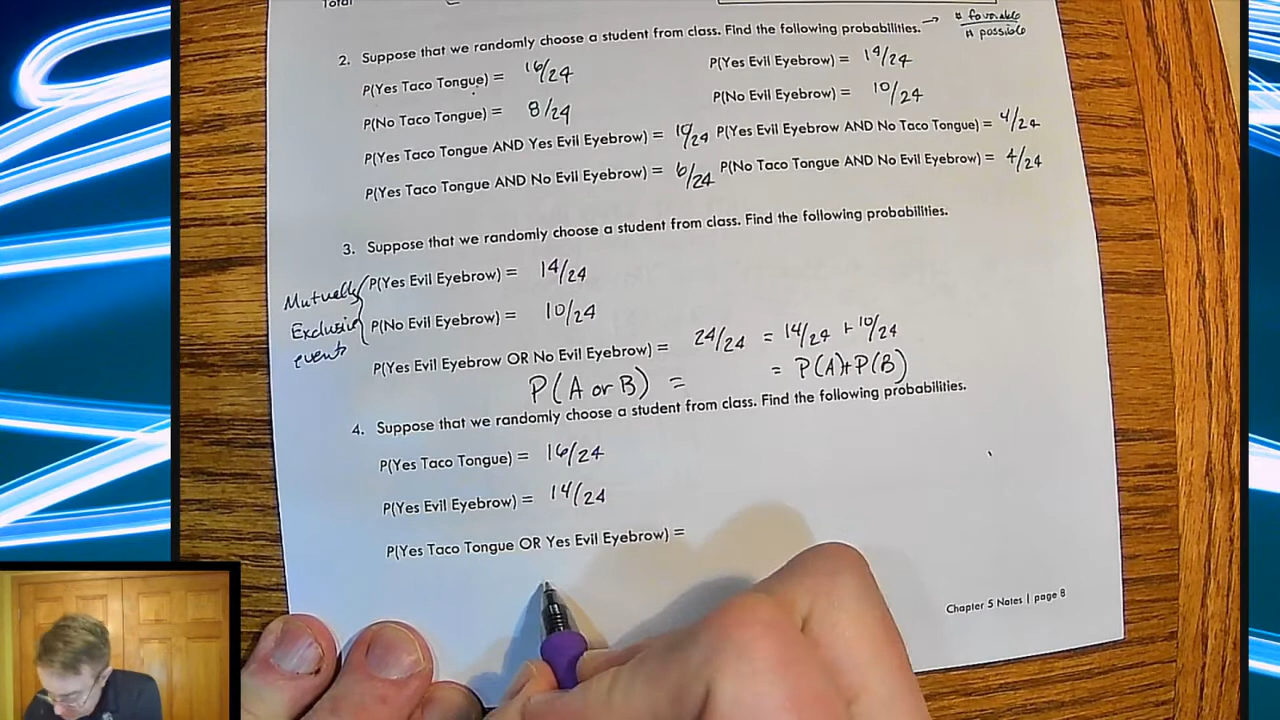 Total
2. Suppose that we randomly choose a student from class. Find the following probabilities. → # favorable
# possible
P(Yes Taco Tongue) = 16/24 P(Yes Evil Eyebrow) = 14/24
P(No Taco Tongue) = 8/24 P(No Evil Eyebrow) = 10/24
P(Yes Taco Tongue AND Yes Evil Eyebrow) = 10/24 P(Yes Evil Eyebrow AND No Taco Tongue) = 4/24
P(Yes Taco Tongue AND No Evil Eyebrow) = 6/24 P(No Taco Tongue AND No Evil Eyebrow) = 4/24
3. Suppose that we randomly choose a student from class. Find the following probabilities.
Mutually P(Yes Evil Eyebrow) = 14/24
Exclusive P(No Evil Eyebrow) = 10/24
events P(Yes Evil Eyebrow OR No Evil Eyebrow) = 24/24 = 14/24 + 10/24
P(A or B) = = P(A)+P(B)
4. Suppose that we randomly choose a student from class. Find the following probabilities.
P(Yes Taco Tongue) = 16/24
P(Yes Evil Eyebrow) = 14/24
P(Yes Taco Tongue OR Yes Evil Eyebrow) =
Chapter 5 Notes | page 8